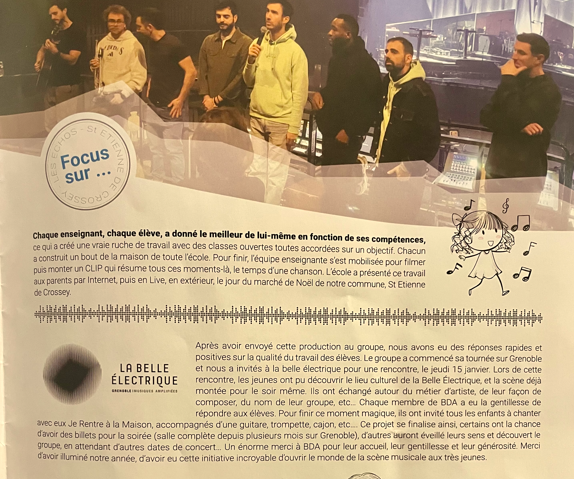 LES ECHOS - St ETIENNE DE CROSSEY
Focus
sur ...
Chaque enseignant, chaque élève, a donné le meilleur de lui-même en fonction de ses compétences,
ce qui a créé une vraie ruche de travail avec des classes ouvertes toutes accordées sur un objectif. Chacun
a construit un bout de la maison de toute l'école. Pour finir, l'équipe enseignante s'est mobilisée pour filmer
puis monter un CLIP qui résume tous ces moments-là, le temps d'une chanson. L'école a présenté ce travail
aux parents par Internet, puis en Live, en extérieur, le jour du marché de Noël de notre commune, St Etienne
de Crossey.
LA BELLE
ÉLECTRIQUE
GRENOBLE MUSIQUES AMPLIFIÉES
Après avoir envoyé cette production au groupe, nous avons eu des réponses rapides et
positives sur la qualité du travail des élèves. Le groupe a commencé sa tournée sur Grenoble
et nous a invités à la belle électrique pour une rencontre, le jeudi 15 janvier. Lors de cette
rencontre, les jeunes ont pu découvrir le lieu culturel de la Belle Électrique, et la scène déjà
montée pour le soir même. Ils ont échangé autour du métier d'artiste, de leur façon de
composer, du nom de leur groupe, etc... Chaque membre de BDA a eu la gentillesse de
répondre aux élèves. Pour finir ce moment magique, ils ont invité tous les enfants à chanter
avec eux Je Rentre à la Maison, accompagnés d'une guitare, trompette, cajon, etc.... Ce projet se finalise ainsi, certains ont la chance
d'avoir des billets pour la soirée (salle complète depuis plusieurs mois sur Grenoble), d'autres auront éveillé leurs sens et découvert le
groupe, en attendant d'autres dates de concert... Un énorme merci à BDA pour leur accueil, leur gentillesse et leur générosité. Merci
d'avoir illuminé notre année, d'avoir eu cette initiative incroyable d'ouvrir le monde de la scène musicale aux très jeunes.